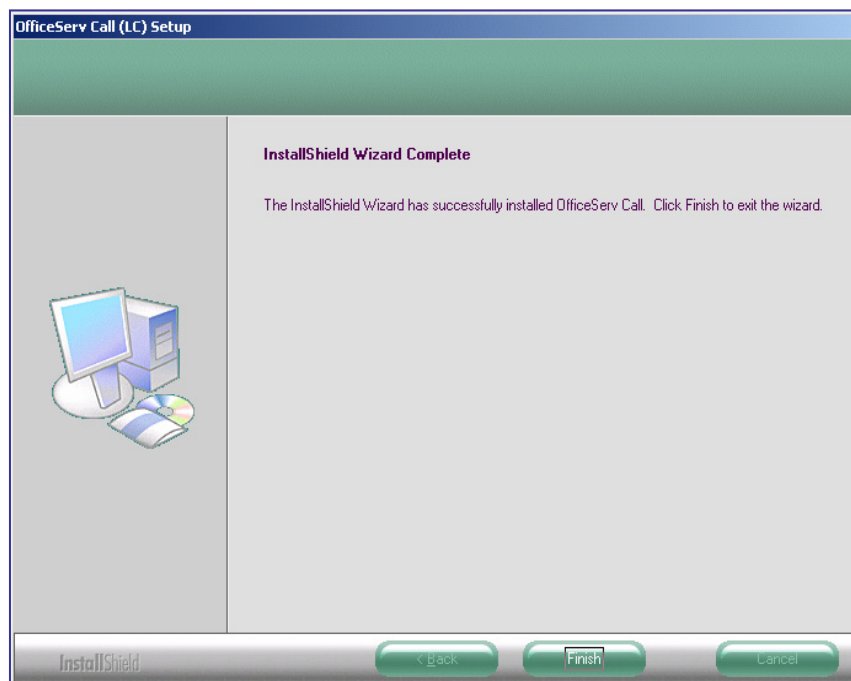 OfficeServ Call (LC) Setup
InstallShield Wizard Complete
The InstallShield Wizard has successfully installed OfficeServ Call. Click Finish to exit the wizard.
InstallShield
< Back
Finish
Cancel